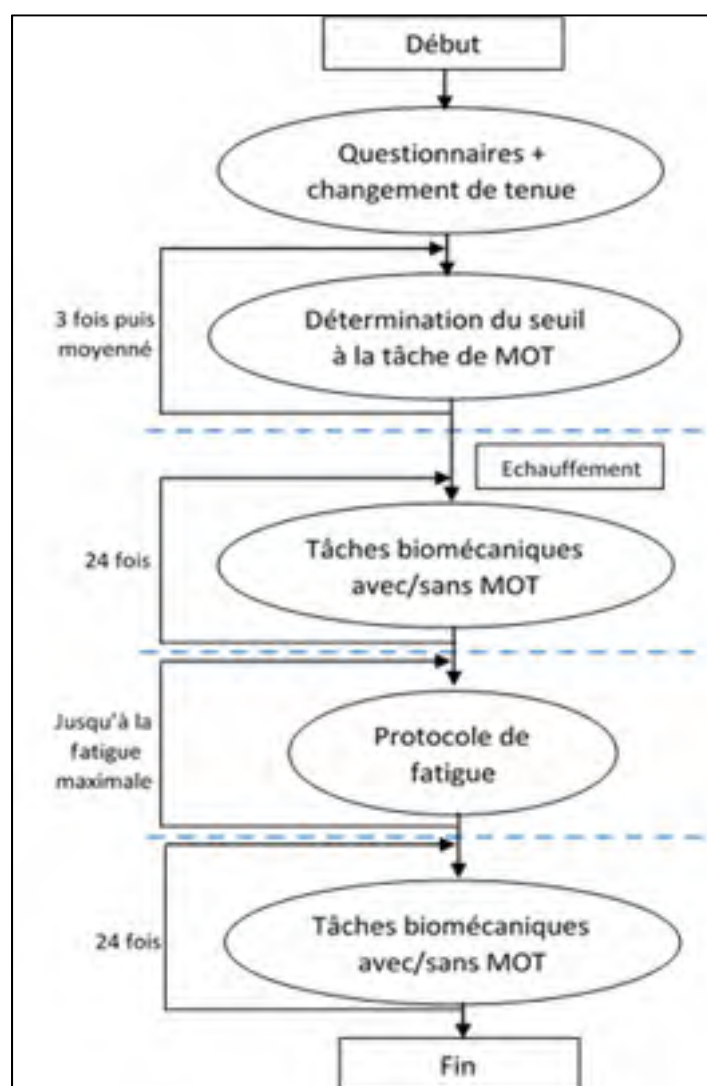 Début
Questionnaires +
changement de tenue
3 fois puis
moyenné
Détermination du seuil
à la tâche de MOT
Echauffement
24 fois
Tâches biomécaniques
avec/sans MOT
Jusqu'à la
fatigue
maximale
Protocole de
fatigue
24 fois
Tâches biomécaniques
avec/sans MOT
Fin